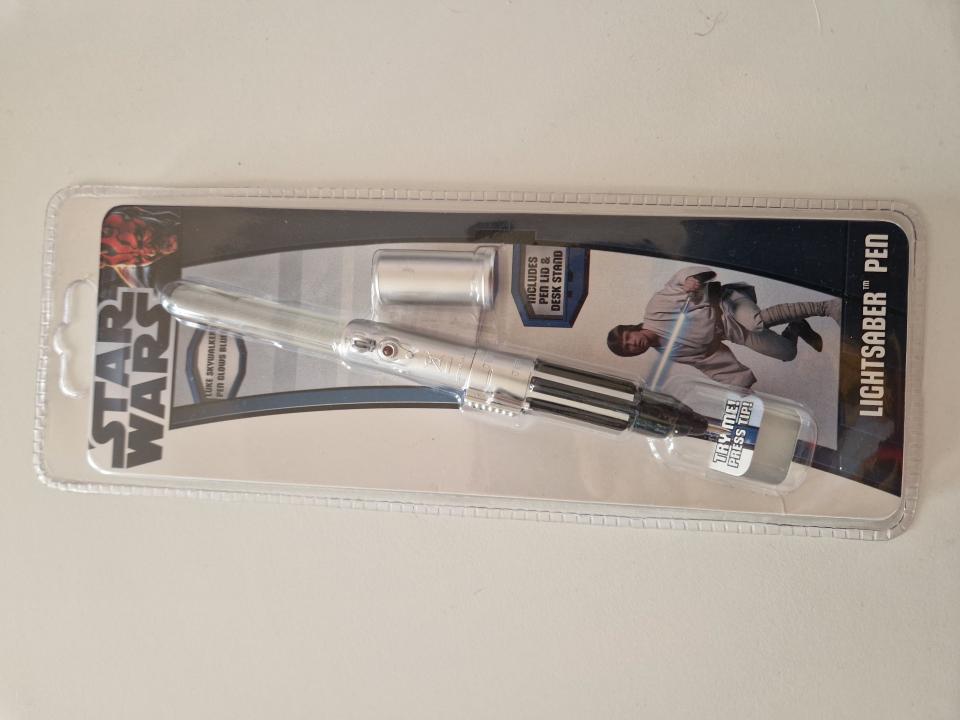 STAR
WARS
LUKE SKYWALKER
PEN GLOWS BLUE
INCLUDES
PEN LID &
DESK STAND
TRY ME!
PRESS TIP!
LIGHTSABER™ PEN